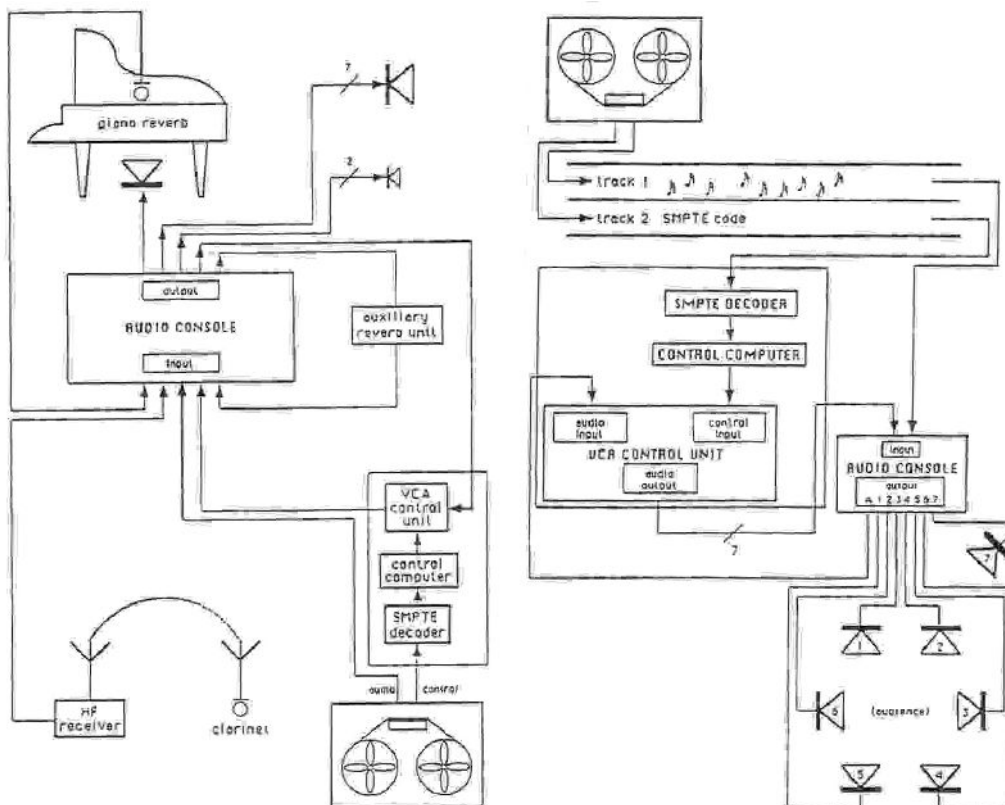 piano reverb
7
2
output
AUDIO CONSOLE
input
auxillary
reverb unit
VCA
control
unit
control
computer
SMPTE
decoder
audio
control
HF
receiver
clarinet
track 1
track 2 SMPTE code
SMPTE DECODER
CONTROL COMPUTER
audio
input
control
input
VCA CONTROL UNIT
audio
output
7
input
AUDIO CONSOLE
output
A 1 2 3 4 5 6 7
7
1
2
6
(audience)
3
5
4